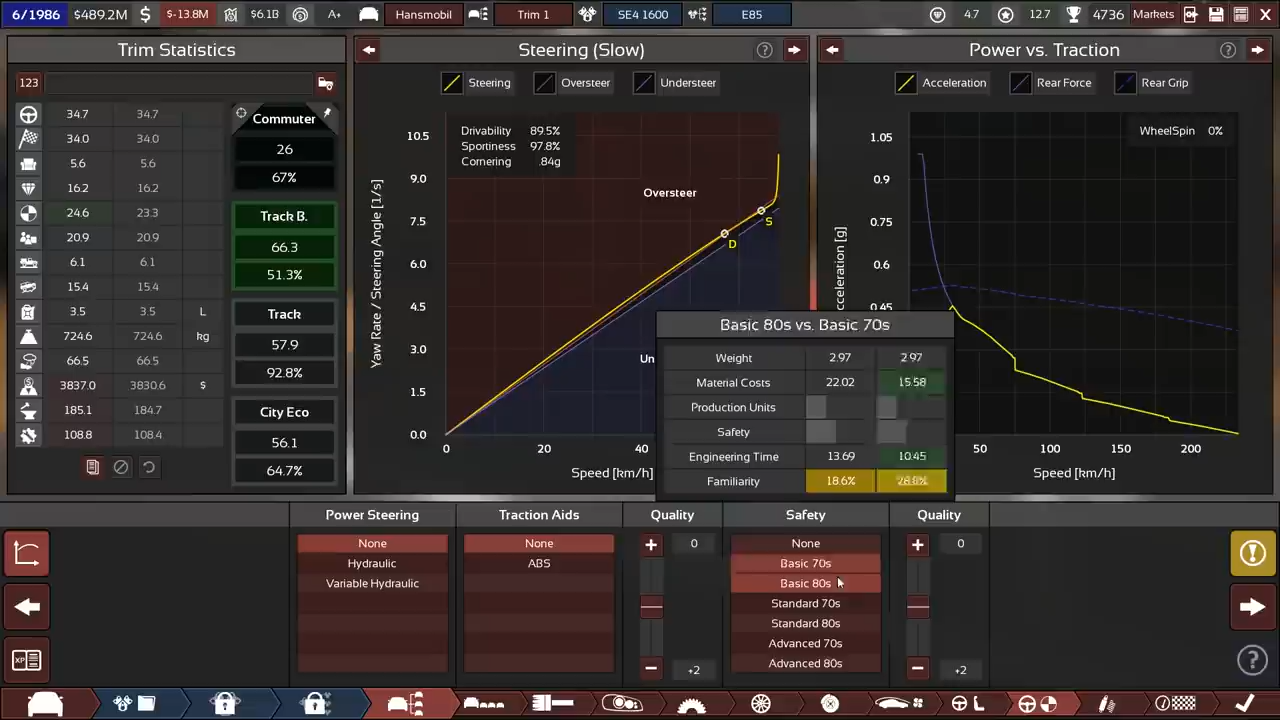 6/1986 $489.2M $-13.8M $6.1B A+ Hansmobil Trim 1 SE4 1600 E85 4.7 12.7 4736 Markets
Trim Statistics
123
34.7 34.7
34.0 34.0
5.6 5.6
16.2 16.2
24.6 23.3
20.9 20.9
6.1 6.1
15.4 15.4
3.5 3.5 L
724.6 724.6 kg
66.5 66.5
3837.0 3830.6 $
185.1 184.7
108.8 108.4
Commuter
26
67%
Track B.
66.3
51.3%
Track
57.9
92.8%
City Eco
56.1
64.7%
Steering (Slow)
?
Steering Oversteer Understeer
Drivability 89.5%
Sportiness 97.8%
Cornering .84g
Oversteer
Un
D
S
Yaw Rate / Steering Angle [1/s]
10.5
9.0
7.5
6.0
4.5
3.0
1.5
0.0
0 20 40
Speed [km/h]
Power vs. Traction
?
Acceleration Rear Force Rear Grip
WheelSpin 0%
cceleration [g]
1.05
0.9
0.75
0.6
0.45
50 100 150 200
Speed [km/h]
Basic 80s vs. Basic 70s
Weight 2.97 2.97
Material Costs 22.02 15.58
Production Units
Safety
Engineering Time 13.69 10.45
Familiarity 18.6%
Power Steering
None
Hydraulic
Variable Hydraulic
Traction Aids
None
ABS
Quality
+ 0
− +2
Safety
None
Basic 70s
Basic 80s
Standard 70s
Standard 80s
Advanced 70s
Advanced 80s
Quality
+ 0
− +2
XP
?